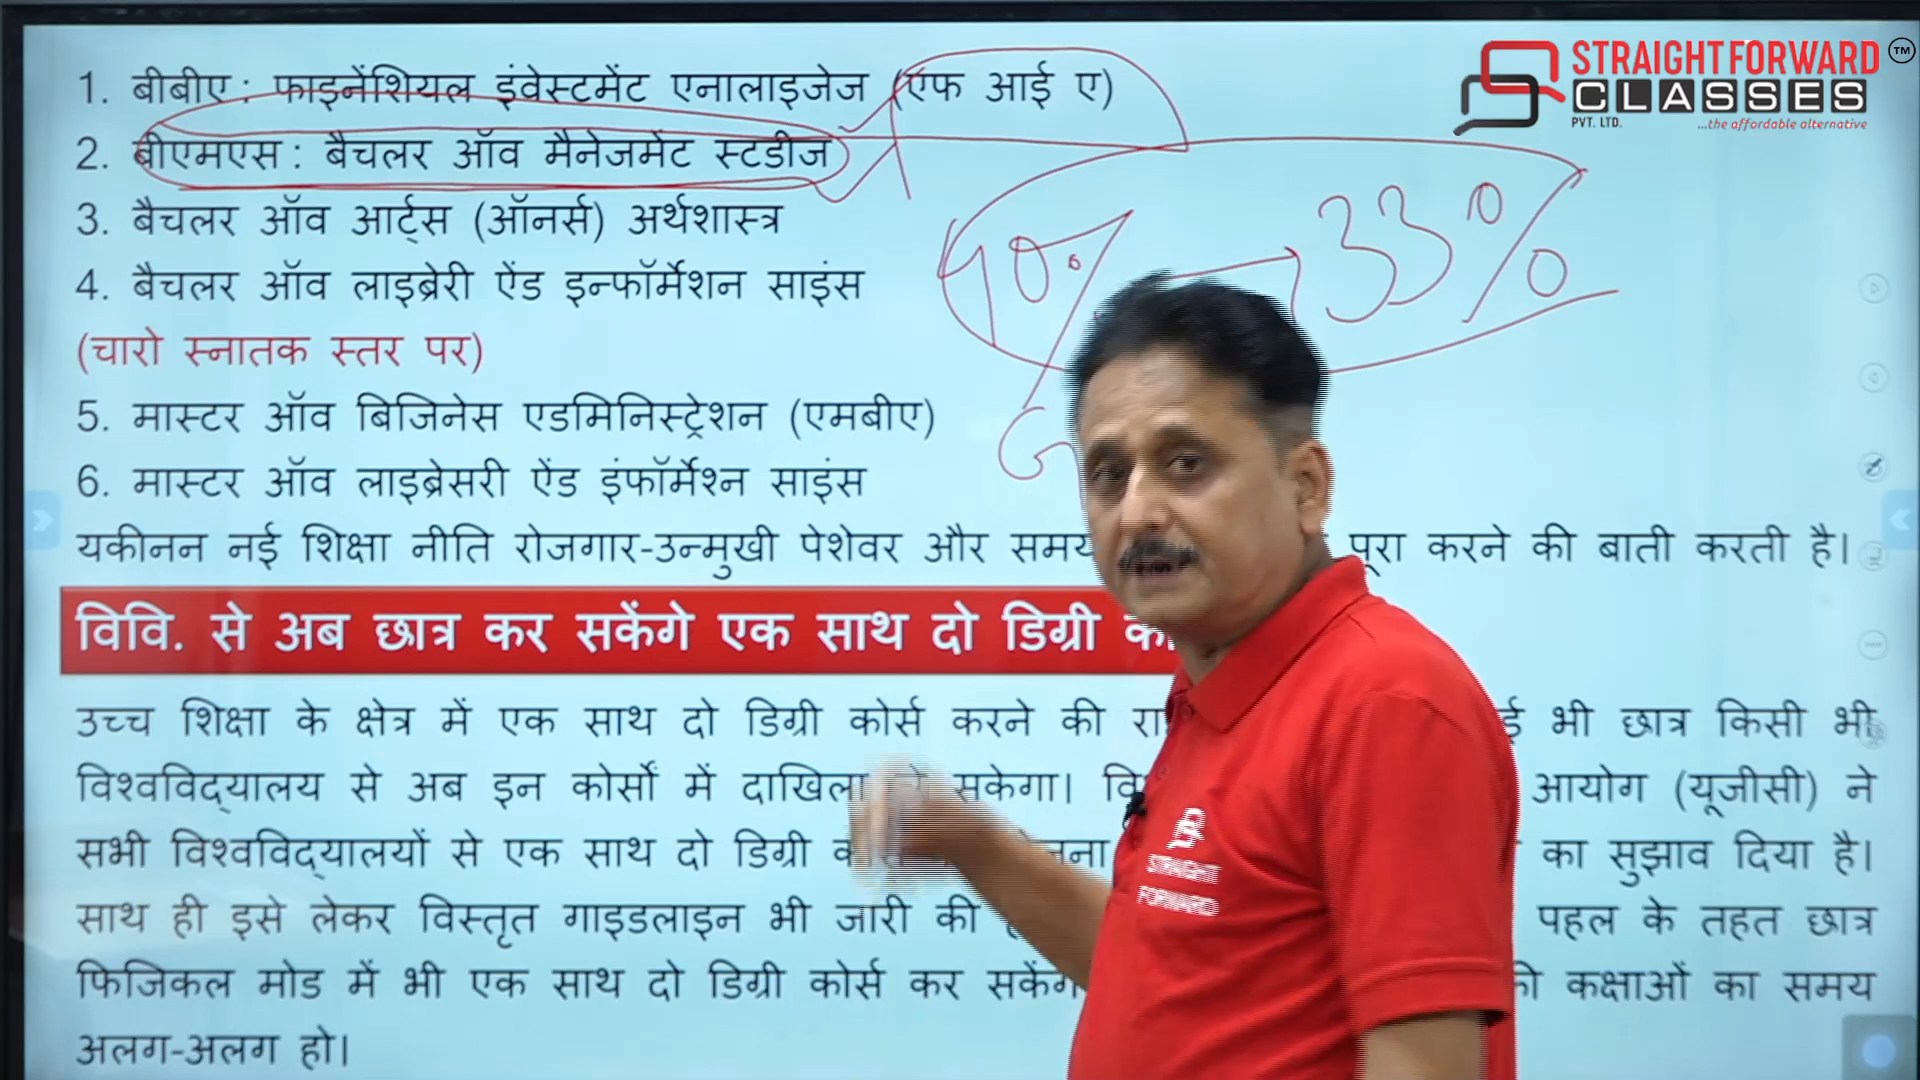 STRAIGHT FORWARD TM
CLASSES
PVT. LTD. ...the affordable alternative
1. बीबीए : फाइनेंशियल इंवेस्टमेंट एनालाइजेज (एफ आई ए)
2. बीएमएस : बैचलर ऑव मैनेजमेंट स्टडीज
3. बैचलर ऑव आर्ट्स (ऑनर्स) अर्थशास्त्र
4. बैचलर ऑव लाइब्रेरी ऐंड इन्फॉर्मेशन साइंस
33%
(चारो स्नातक स्तर पर)
5. मास्टर ऑव बिजिनेस एडमिनिस्ट्रेशन (एमबीए)
6. मास्टर ऑव लाइब्रेसरी ऐंड इंफॉर्मेश्न साइंस
यकीनन नई शिक्षा नीति रोजगार-उन्मुखी पेशेवर और समय पूरा करने की बाती करती है।
विवि. से अब छात्र कर सकेंगे एक साथ दो डिग्री
उच्च शिक्षा के क्षेत्र में एक साथ दो डिग्री कोर्स करने की भी छात्र किसी भी
विश्वविद्यालय से अब इन कोर्सों में दाखिला सकेगा। आयोग (यूजीसी) ने
सभी विश्वविद्यालयों से एक साथ दो डिग्री का सुझाव दिया है।
साथ ही इसे लेकर विस्तृत गाइडलाइन भी जारी की पहल के तहत छात्र
फिजिकल मोड में भी एक साथ दो डिग्री कोर्स कर सकेंगे कक्षाओं का समय
अलग-अलग हो।
STRAIGHT
FORWARD